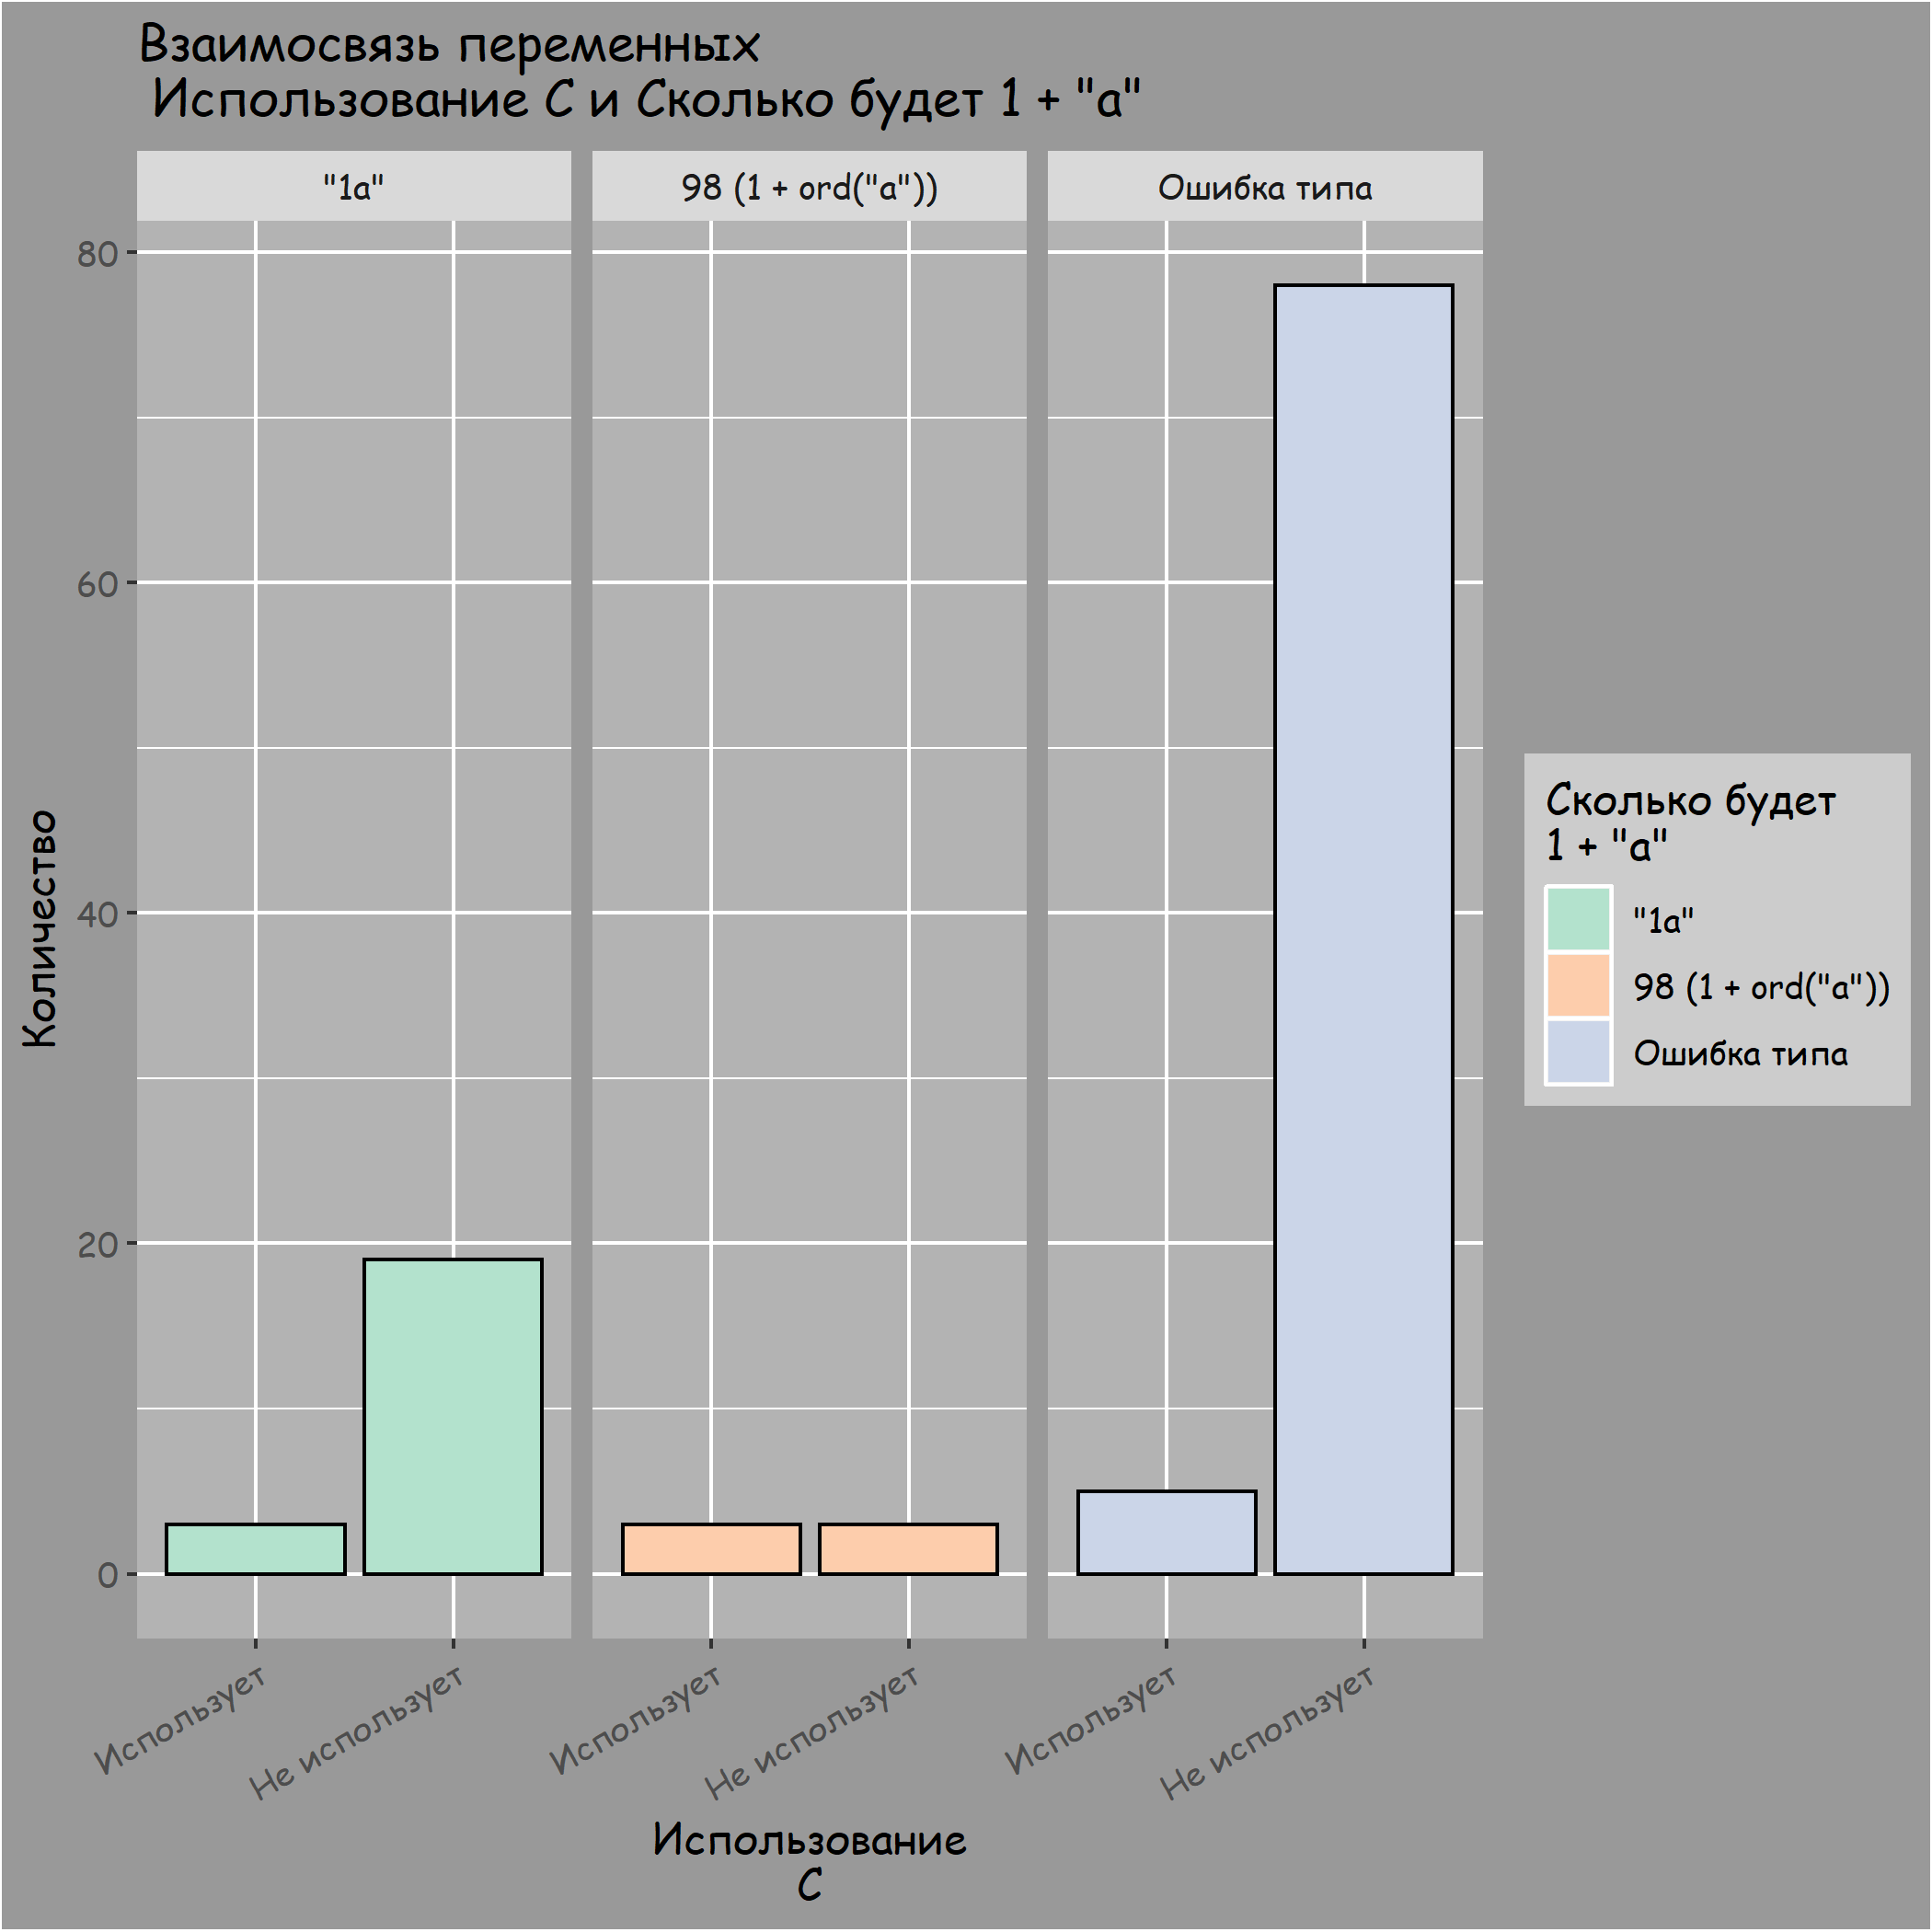 Взаимосвязь переменных
Использование C и Сколько будет 1 + "a"
"1a"
98 (1 + ord("a"))
Ошибка типа
80
60
40
20
0
Количество
Использует
Не использует
Использует
Не использует
Использует
Не использует
Использование
C
Сколько будет
1 + "a"
"1a"
98 (1 + ord("a"))
Ошибка типа